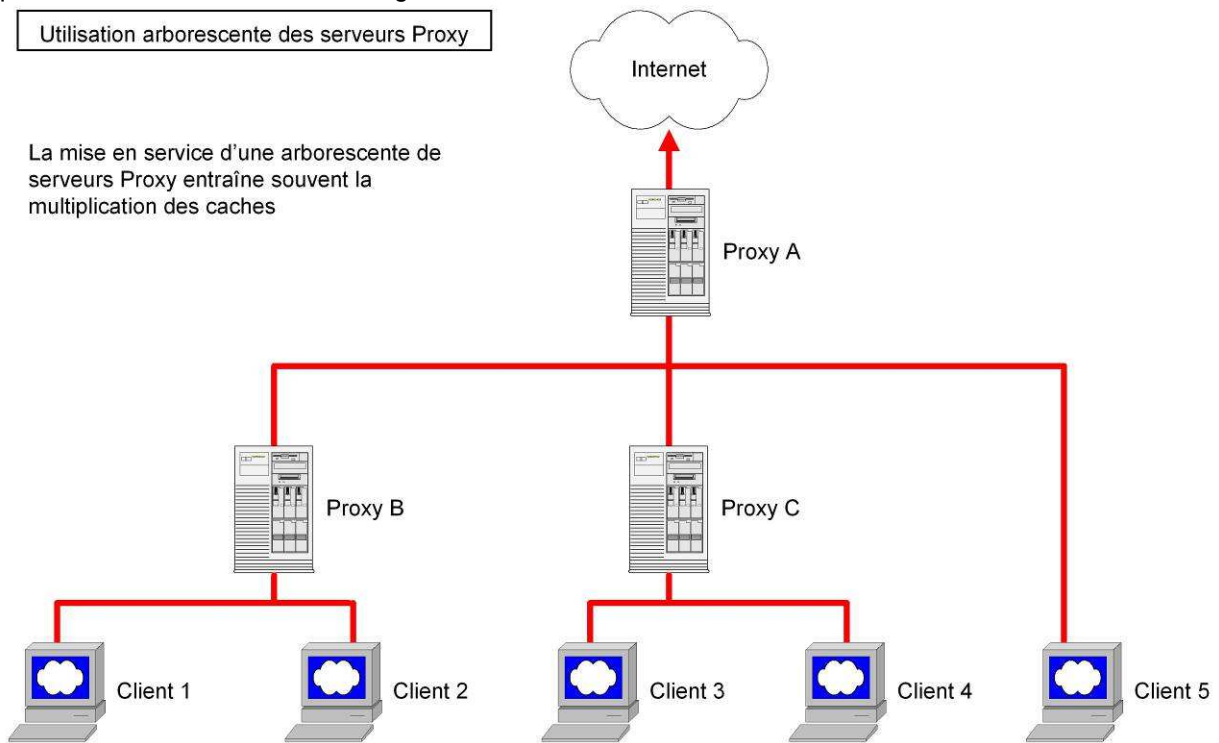 Utilisation arborescente des serveurs Proxy
Internet
La mise en service d'une arborescente de
serveurs Proxy entraîne souvent la
multiplication des caches
Proxy A
Proxy B
Proxy C
Client 1
Client 2
Client 3
Client 4
Client 5